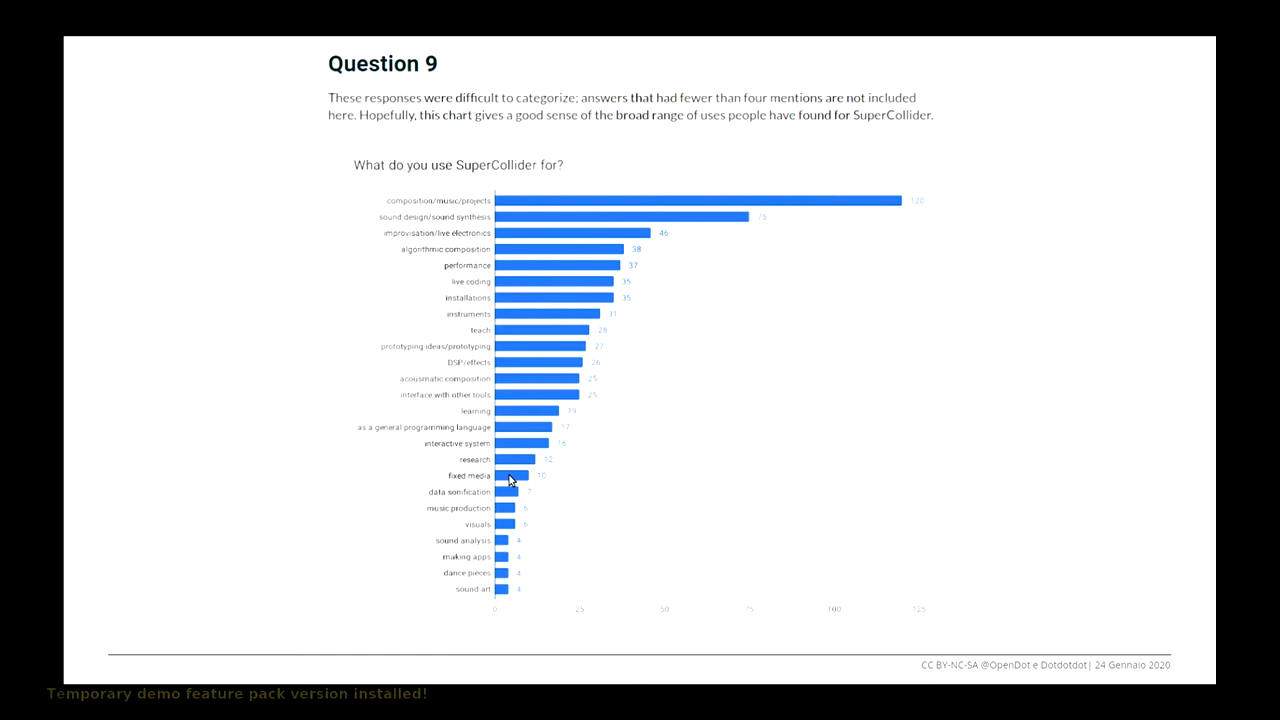 Question 9
These responses were difficult to categorize; answers that had fewer than four mentions are not included
here. Hopefully, this chart gives a good sense of the broad range of uses people have found for SuperCollider.
What do you use SuperCollider for?
composition/music/projects 120
sound design/sound synthesis 75
improvisation/live electronics 46
algorithmic composition 38
performance 37
live coding 35
installations 35
instruments 31
teach 28
prototyping ideas/prototyping 27
DSP/effects 26
acousmatic composition 25
interface with other tools 25
learning 19
as a general programming language 17
interactive system 16
research 12
fixed media 10
data sonification 7
music production 6
visuals 6
sound analysis 4
making apps 4
dance pieces 4
sound art 4
0 25 50 75 100 125
CC BY-NC-SA @OpenDot e Dotdotdot| 24 Gennaio 2020
Temporary demo feature pack version installed!